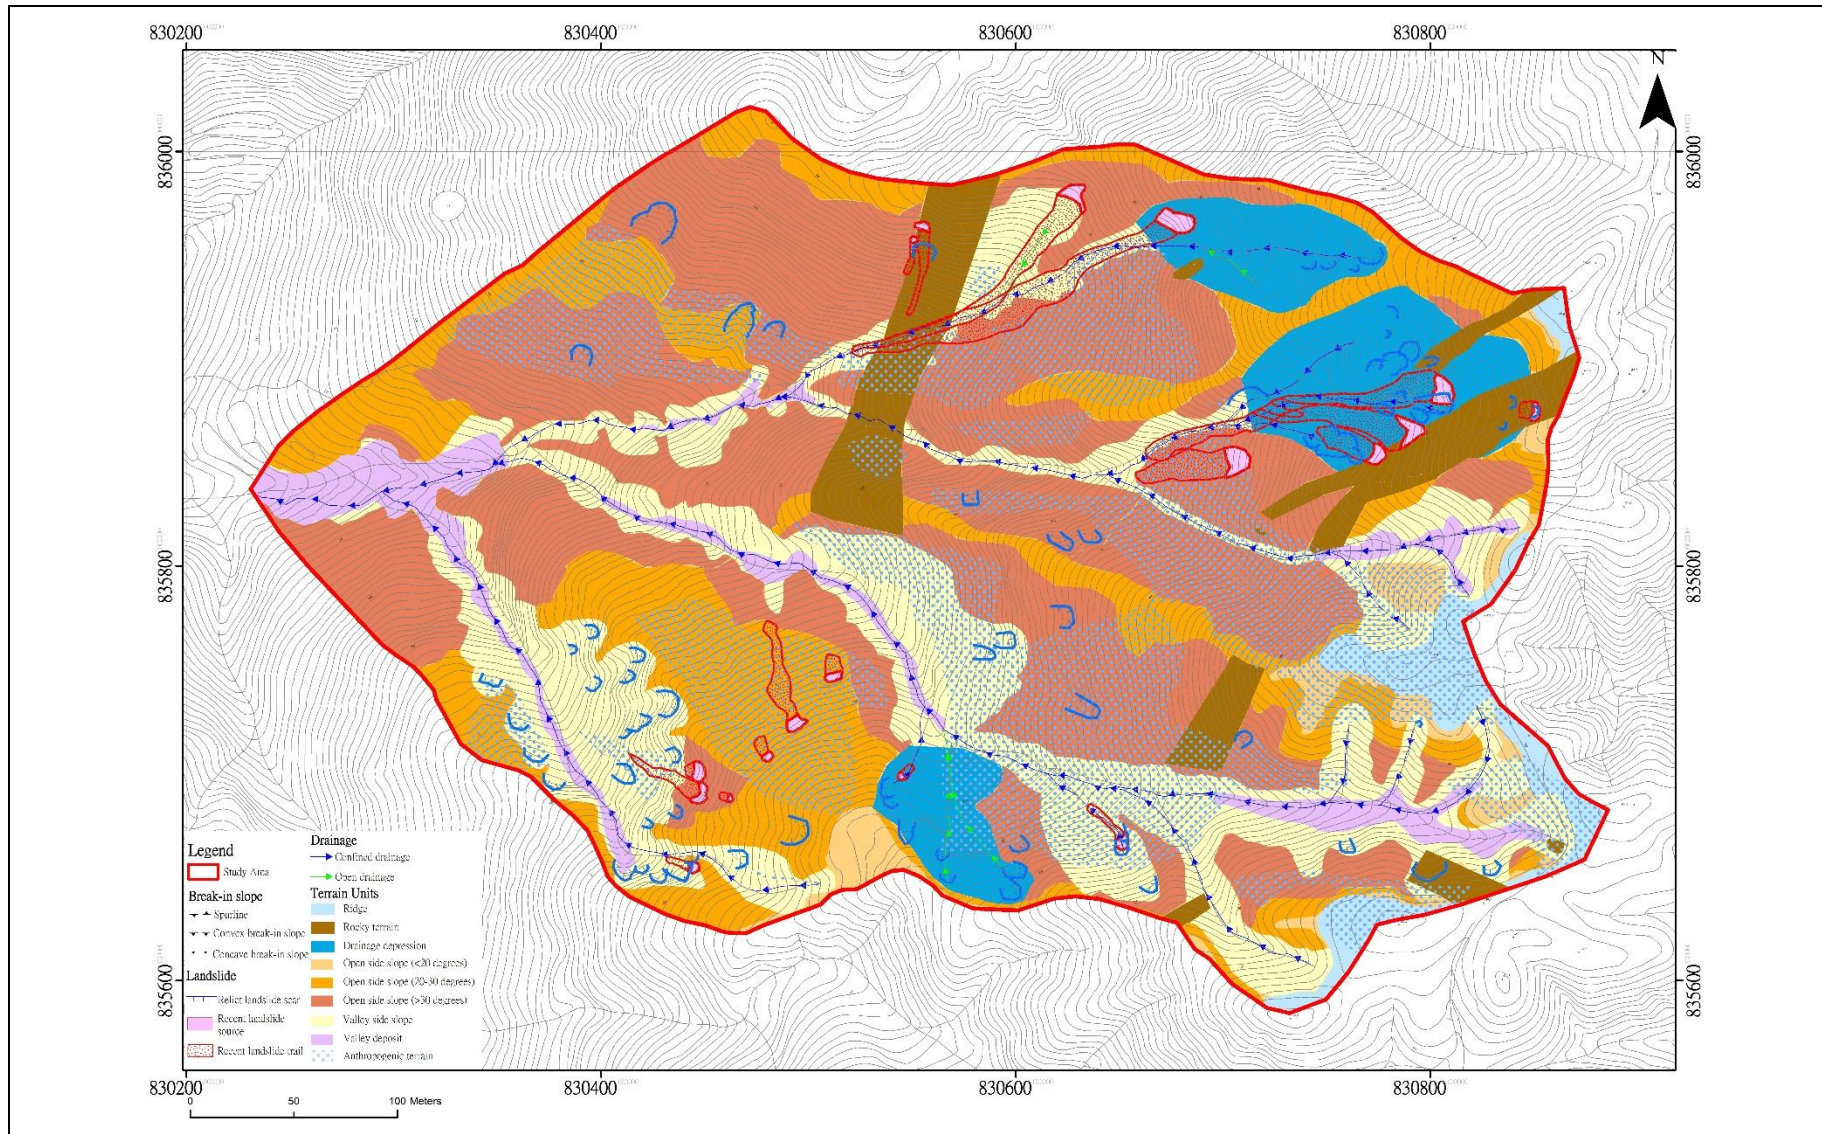 830200
830400
830600
830800
N
836000
836000
835800
835800
835600
835600
Legend
Study Area
Break-in slope
Spurline
Convex break-in slope
Concave break-in slope
Landslide
Relict landslide scar
Recent landslide
source
Recent landslide trail
Drainage
Confined drainage
Open drainage
Terrain Units
Ridge
Rocky terrain
Drainage depression
Open side slope (<20 degrees)
Open side slope (20-30 degrees)
Open side slope (>30 degrees)
Valley side slope
Valley deposit
Anthropogenic terrain
830200
830400
830600
830800
0 50 100 Meters